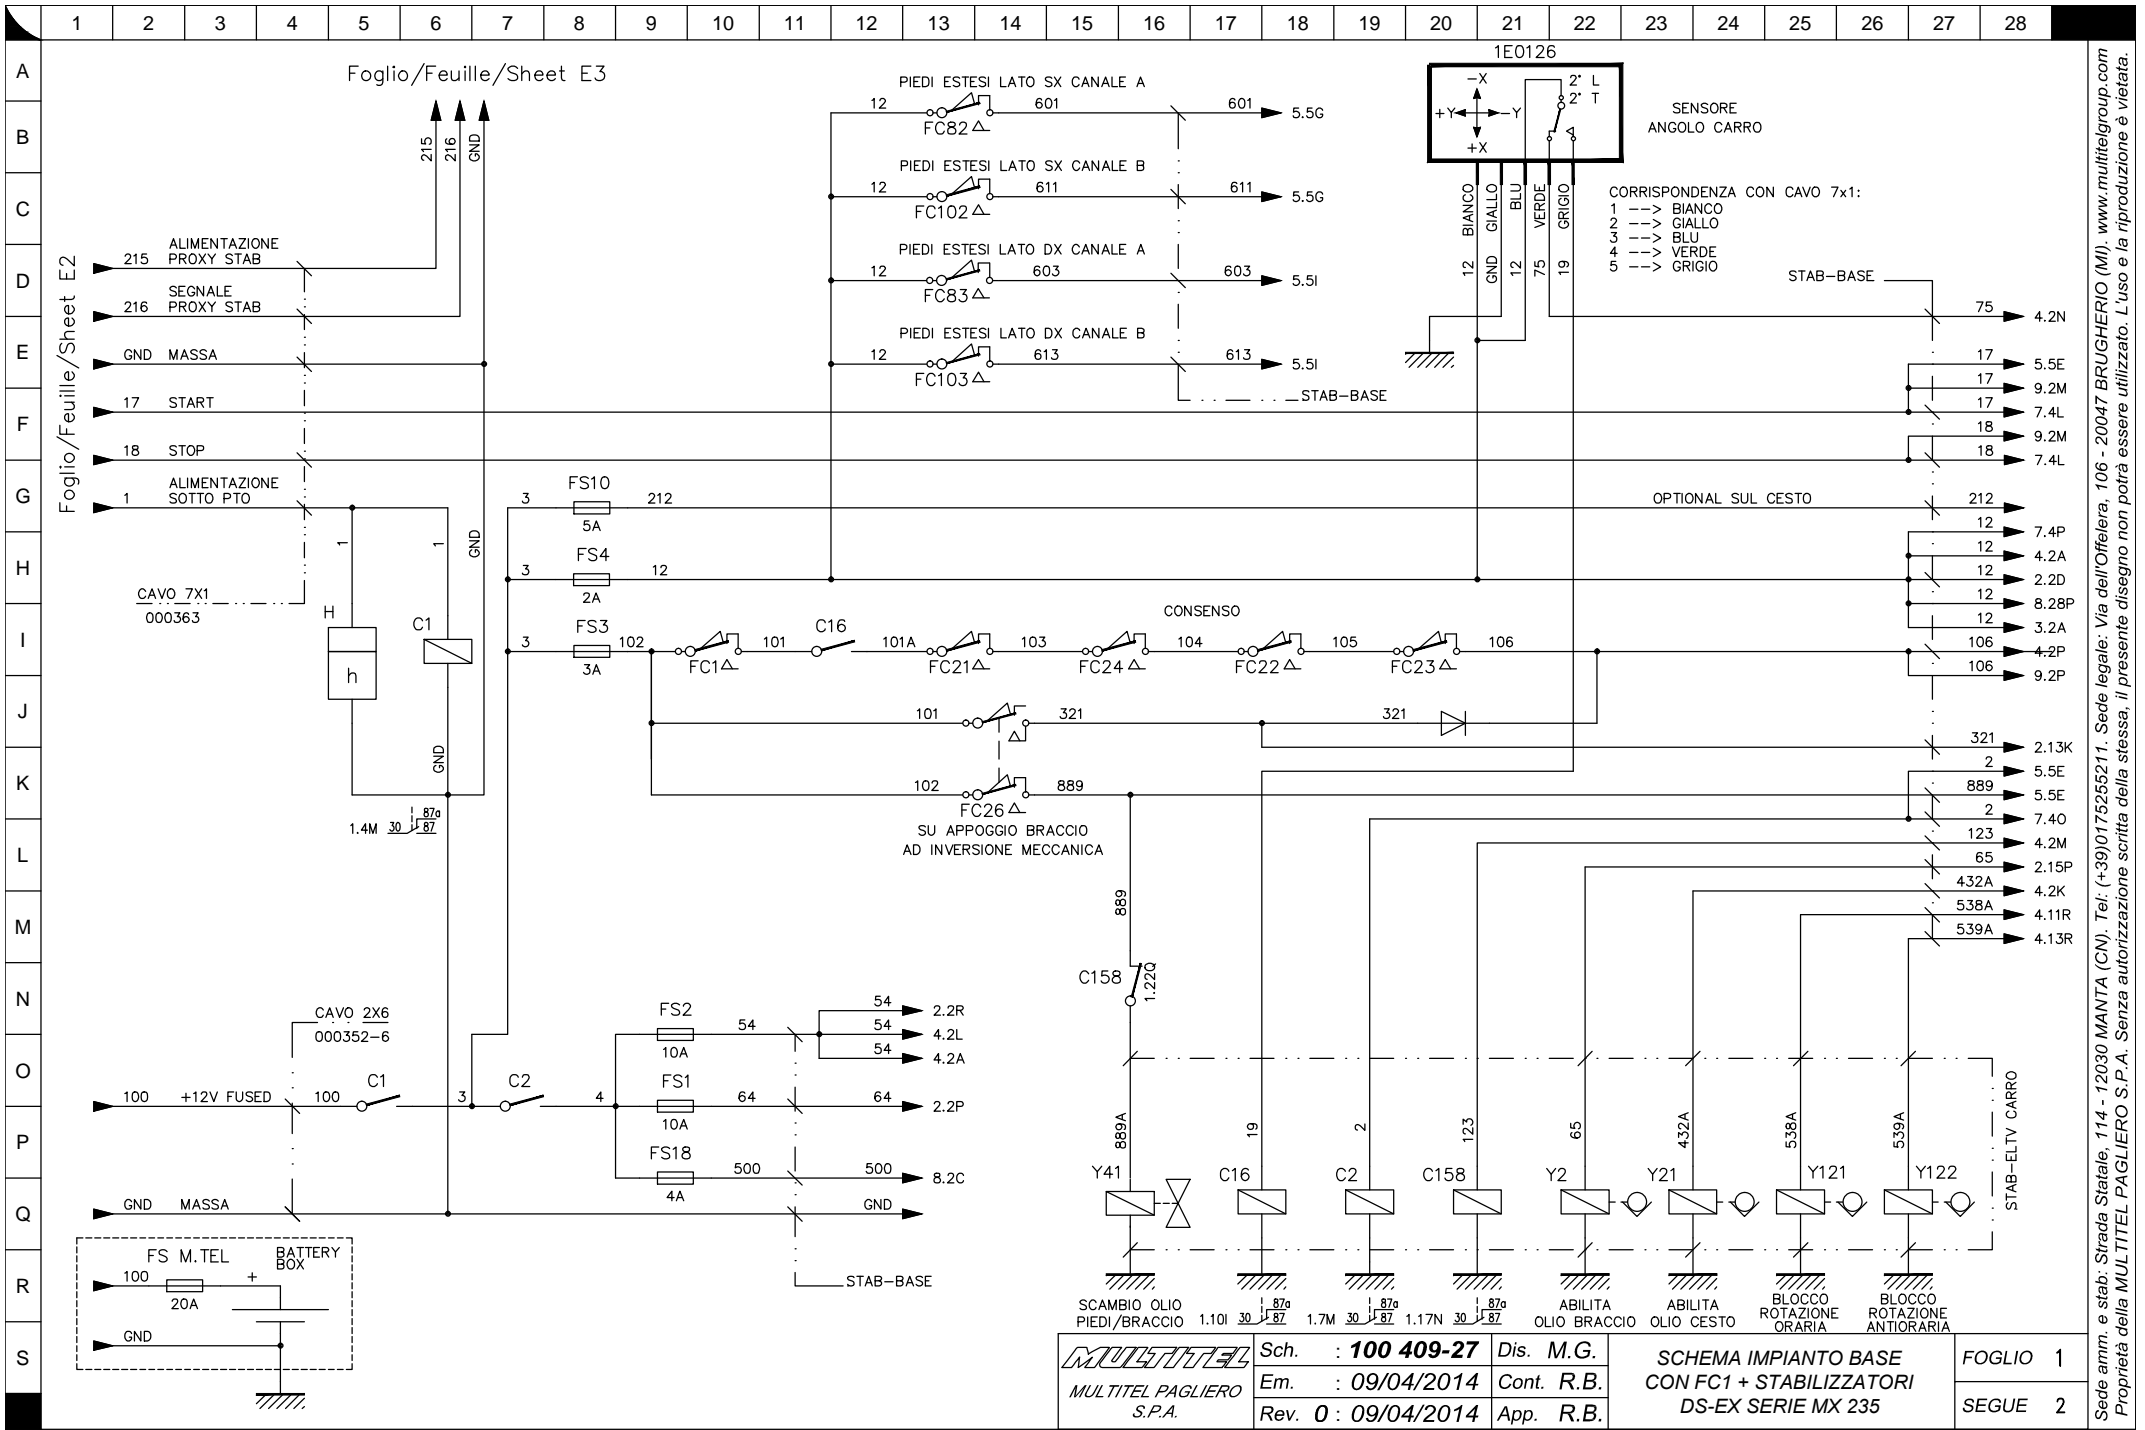 1 2 3 4 5 6 7 8 9 10 11 12 13 14 15 16 17 18 19 20 21 22 23 24 25 26 27 28
A
B
C
D
E
F
G
H
I
J
K
L
M
N
O
P
Q
R
S
Foglio/Feuille/Sheet E3
215
216
GND
Foglio/Feuille/Sheet E2
215 ALIMENTAZIONE
PROXY STAB
216 SEGNALE
PROXY STAB
GND MASSA
17 START
18 STOP
1 ALIMENTAZIONE
SOTTO PTO
CAVO 7X1
000363
1
1
GND
H
h
C1
GND
1.4M 30 87a
87
PIEDI ESTESI LATO SX CANALE A
12 FC82 601 601 5.5G
PIEDI ESTESI LATO SX CANALE B
12 FC102 611 611 5.5G
PIEDI ESTESI LATO DX CANALE A
12 FC83 603 603 5.5I
PIEDI ESTESI LATO DX CANALE B
12 FC103 613 613 5.5I
STAB-BASE
1E0126
-X
+Y -Y
+X
2° L
2° T
SENSORE
ANGOLO CARRO
BIANCO
GIALLO
BLU
VERDE
GRIGIO
12
GND
12
75
19
CORRISPONDENZA CON CAVO 7x1:
1 --> BIANCO
2 --> GIALLO
3 --> BLU
4 --> VERDE
5 --> GRIGIO
STAB-BASE
75 4.2N
17 5.5E
17 9.2M
17 7.4L
18 9.2M
18 7.4L
3 FS10 212
5A
OPTIONAL SUL CESTO
212
3 FS4 12
2A
12 7.4P
12 4.2A
12 2.2D
12 8.28P
12 3.2A
CONSENSO
3 FS3 102 FC1 101 C16 101A FC21 103 FC24 104 FC22 105 FC23 106
3A
106 4.2P
106 9.2P
101 321 321
321 2.13K
102 FC26 889
SU APPOGGIO BRACCIO
AD INVERSIONE MECCANICA
2 5.5E
889 5.5E
2 7.4O
123 4.2M
65 2.15P
432A 4.2K
538A 4.11R
539A 4.13R
889
C158
1.22Q
CAVO 2X6
000352-6
100 +12V FUSED 100 C1 3 C2 4
FS2
10A
54
54 2.2R
54 4.2L
54 4.2A
FS1
10A
64 64 2.2P
FS18
4A
500 500 8.2C
GND MASSA GND
STAB-BASE
FS M.TEL
BATTERY
BOX
100
20A
+
GND
889A
19
2
123
65
432A
538A
539A
STAB-ELTV CARRO
Y41 C16 C2 C158 Y2 Y21 Y121 Y122
SCAMBIO OLIO
PIEDI/BRACCIO
1.10I 30 87a
87
1.7M 30 87a
87
1.17N 30 87a
87
ABILITA
OLIO BRACCIO
ABILITA
OLIO CESTO
BLOCCO
ROTAZIONE
ORARIA
BLOCCO
ROTAZIONE
ANTIORARIA
MULTITEL
MULTITEL PAGLIERO
S.P.A.
Sch. : 100 409-27
Em. : 09/04/2014
Rev. 0 : 09/04/2014
Dis. M.G.
Cont. R.B.
App. R.B.
SCHEMA IMPIANTO BASE
CON FC1 + STABILIZZATORI
DS-EX SERIE MX 235
FOGLIO 1
SEGUE 2
Sede amm. e stab: Strada Statale, 114 - 12030 MANTA (CN). Tel: (+39)0175255211. Sede legale: Via dell'Offelera, 106 - 20047 BRUGHERIO (MI). www.multitelgroup.com
Proprietà della MULTITEL PAGLIERO S.P.A. Senza autorizzazione scritta della stessa, il presente disegno non potrà essere utilizzato. L'uso e la riproduzione è vietata.